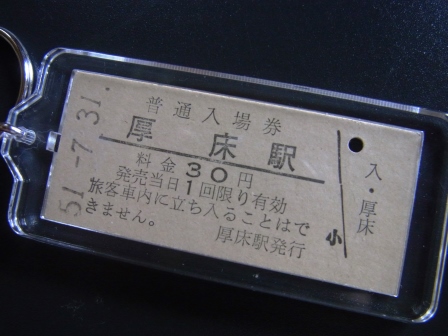 51.-7.31.
普通入場券
厚床駅
料金30円
発売当日1回限り有効
旅客車内に立ち入ることはで
きません。
厚床駅発行
小
入・厚床